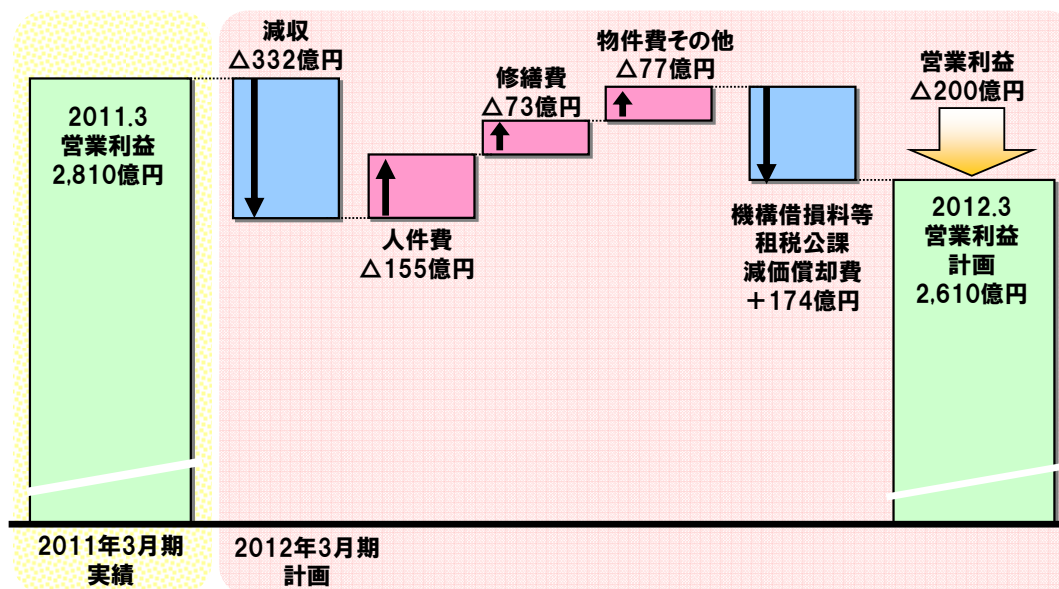 減収
△332億円
2011.3
営業利益
2,810億円
人件費
△155億円
修繕費
△73億円
物件費その他
△77億円
機構借損料等
租税公課
減価償却費
＋174億円
営業利益
△200億円
2012.3
営業利益
計画
2,610億円
2011年3月期
実績
2012年3月期
計画